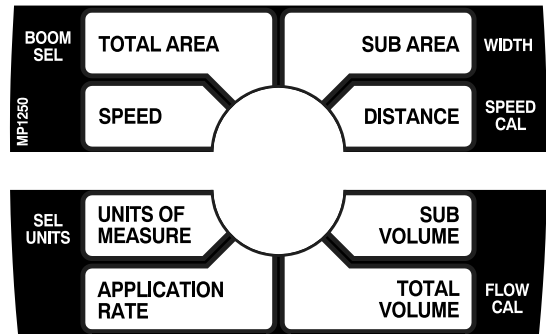 BOOM
SEL
TOTAL AREA
SUB AREA
WIDTH
MP1250
SPEED
DISTANCE
SPEED
CAL
SEL
UNITS
UNITS OF
MEASURE
SUB
VOLUME
APPLICATION
RATE
TOTAL
VOLUME
FLOW
CAL